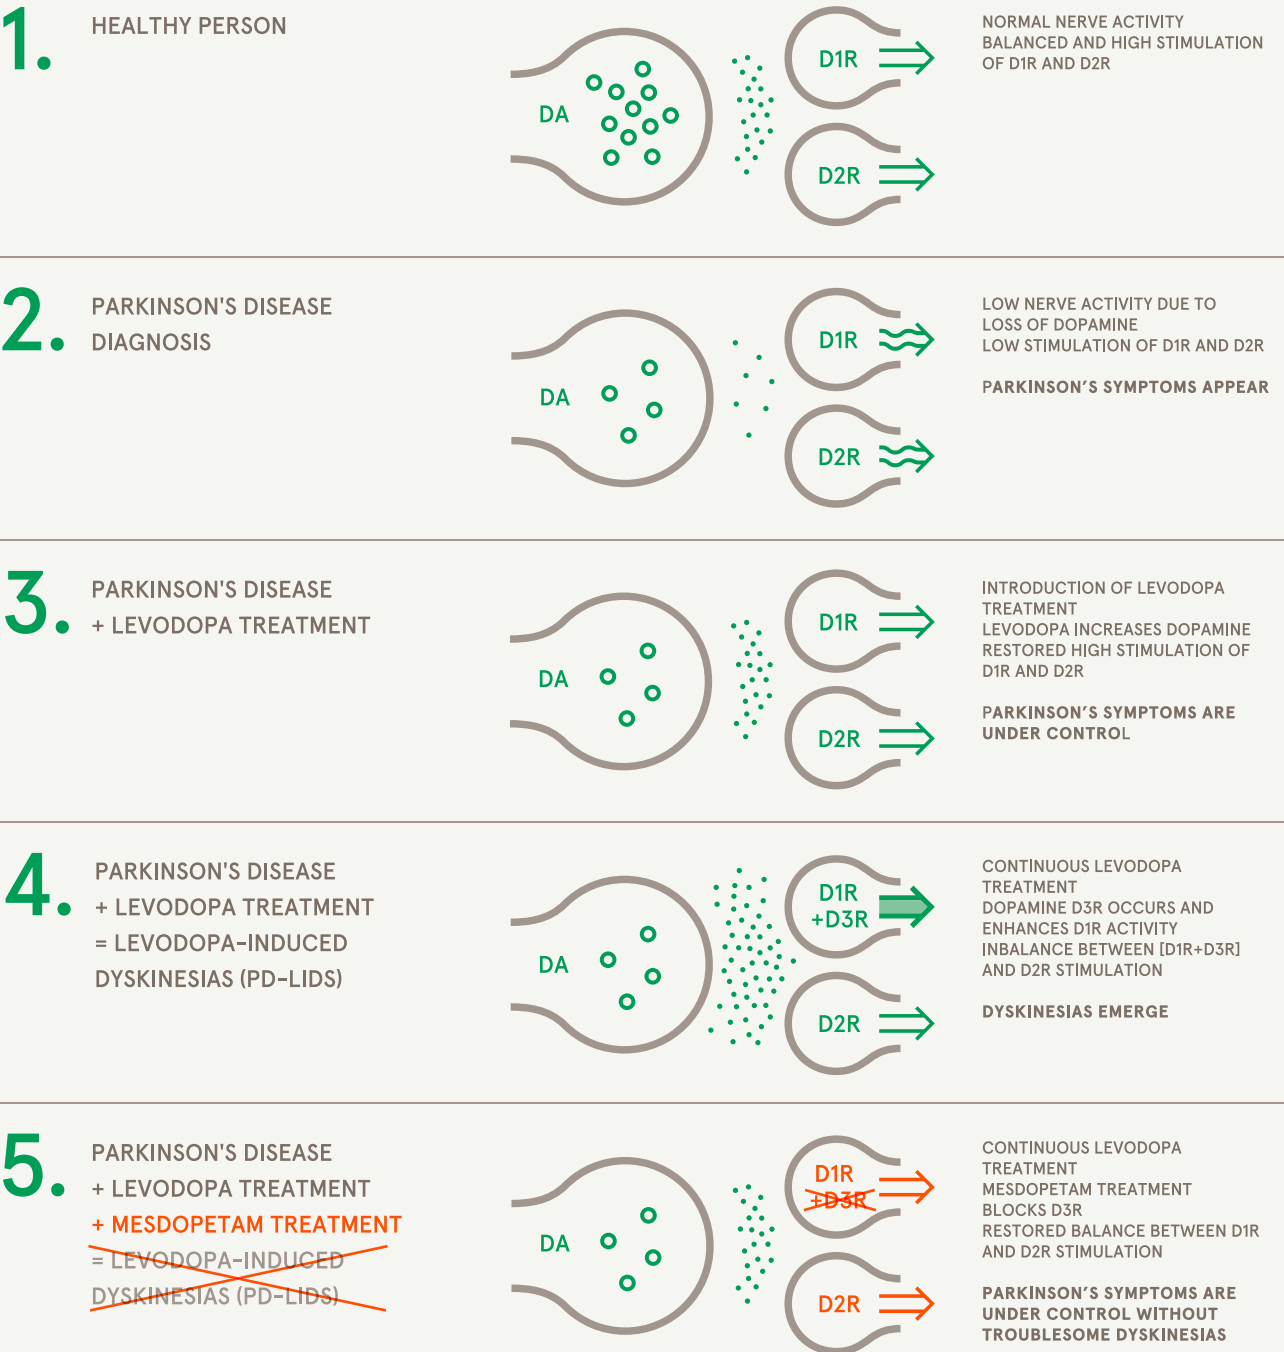 1.
HEALTHY PERSON
DA
D1R
D2R
NORMAL NERVE ACTIVITY
BALANCED AND HIGH STIMULATION
OF D1R AND D2R
2.
PARKINSON'S DISEASE
DIAGNOSIS
DA
D1R
D2R
LOW NERVE ACTIVITY DUE TO
LOSS OF DOPAMINE
LOW STIMULATION OF D1R AND D2R
PARKINSON'S SYMPTOMS APPEAR
3.
PARKINSON'S DISEASE
+ LEVODOPA TREATMENT
DA
D1R
D2R
INTRODUCTION OF LEVODOPA
TREATMENT
LEVODOPA INCREASES DOPAMINE
RESTORED HIGH STIMULATION OF
D1R AND D2R
PARKINSON'S SYMPTOMS ARE
UNDER CONTROL
4.
PARKINSON'S DISEASE
+ LEVODOPA TREATMENT
= LEVODOPA-INDUCED
DYSKINESIAS (PD-LIDS)
DA
D1R
+D3R
D2R
CONTINUOUS LEVODOPA
TREATMENT
DOPAMINE D3R OCCURS AND
ENHANCES D1R ACTIVITY
INBALANCE BETWEEN [D1R+D3R]
AND D2R STIMULATION
DYSKINESIAS EMERGE
5.
PARKINSON'S DISEASE
+ LEVODOPA TREATMENT
+ MESDOPETAM TREATMENT
= LEVODOPA-INDUCED
DYSKINESIAS (PD-LIDS)
DA
D1R
+D3R
D2R
CONTINUOUS LEVODOPA
TREATMENT
MESDOPETAM TREATMENT
BLOCKS D3R
RESTORED BALANCE BETWEEN D1R
AND D2R STIMULATION
PARKINSON'S SYMPTOMS ARE
UNDER CONTROL WITHOUT
TROUBLESOME DYSKINESIAS